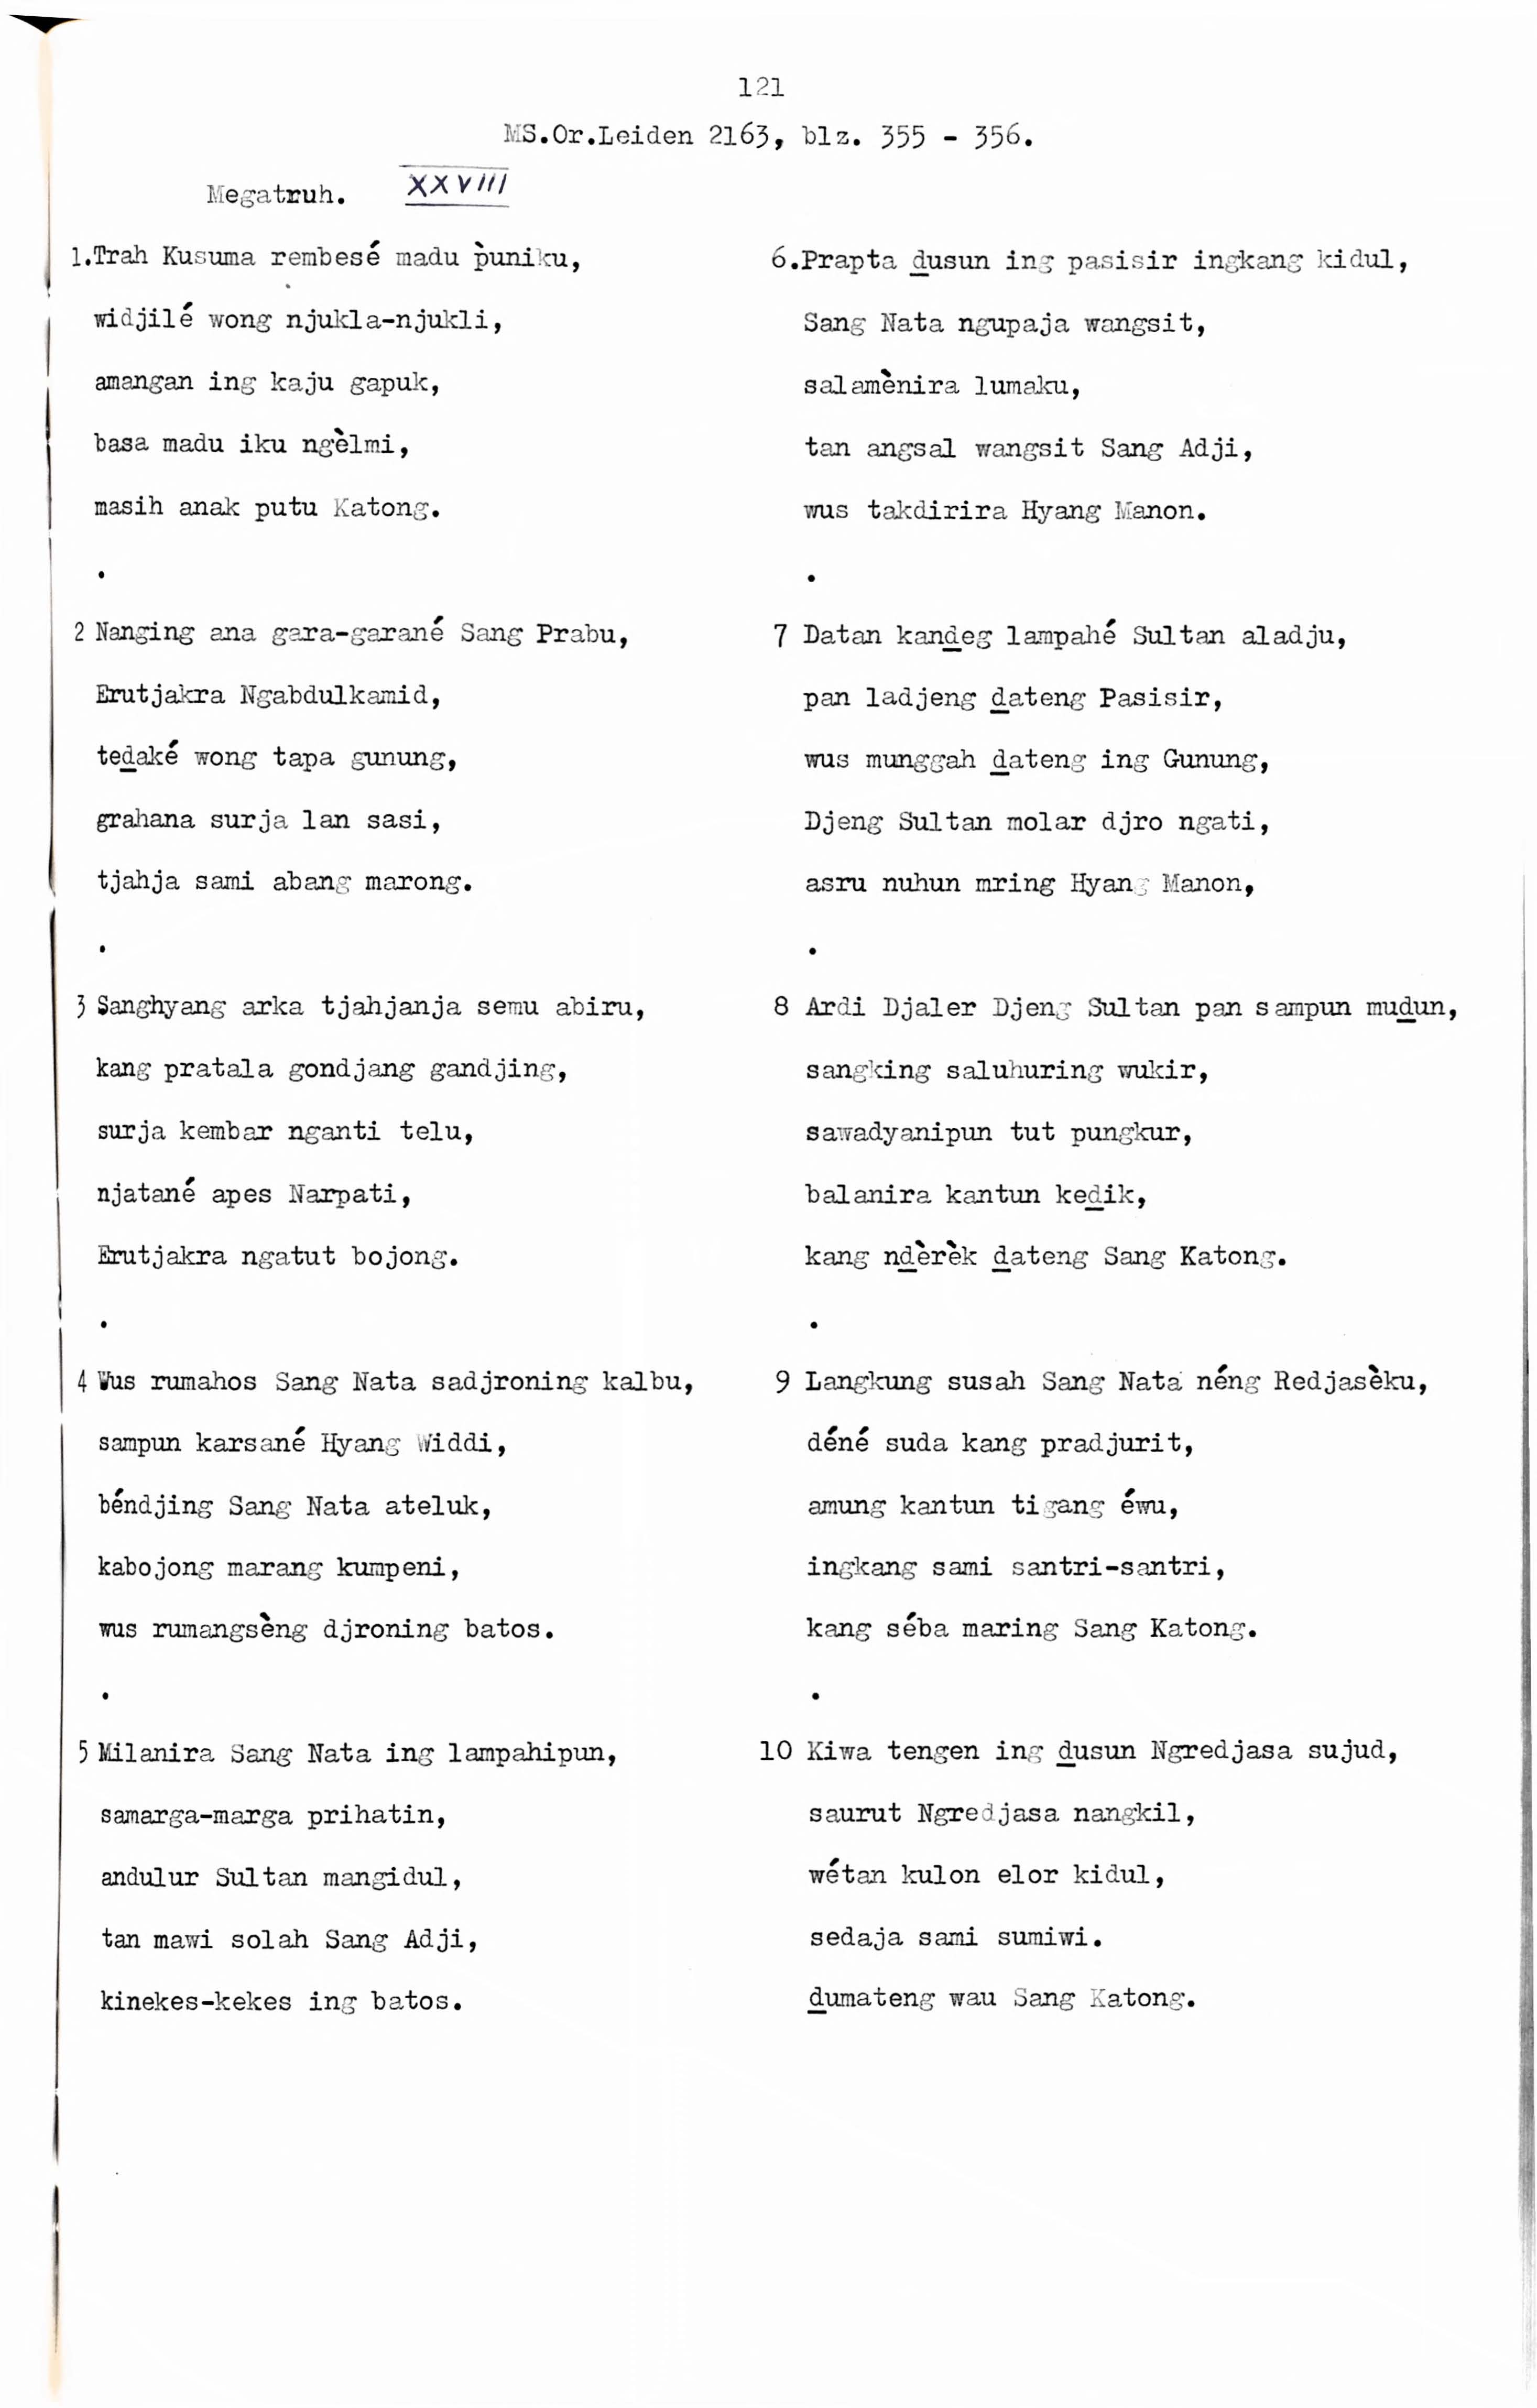 121
MS.Or.Leiden 2163, blz. 355 - 356.
Megatruh. XXVIII
1.Trah Kusuma rembesé madu puniku,
widjilé wong njukla-njukli,
amangan ing kaju gapuk,
basa madu iku ngèlmi,
masih anak putu Katong.
.
2 Nanging ana gara-garané Sang Prabu,
Erutjakra Ngabdulkamid,
teḏaké wong tapa gunung,
grahana surja lan sasi,
tjahja sami abang marong.
.
3 Sanghyang arka tjahjanja semu abiru,
kang pratala gondjang gandjing,
surja kembar nganti telu,
njatané apes Narpati,
Erutjakra ngatut bojong.
.
4 Wus rumahos Sang Nata sadjroning kalbu,
sampun karsané Hyang Widdi,
béndjing Sang Nata ateluk,
kabojong marang kumpeni,
wus rumangsèng djroning batos.
.
5 Milanira Sang Nata ing lampahipun,
samarga-marga prihatin,
andulur Sultan mangidul,
tan mawi solah Sang Adji,
kinekes-kekes ing batos.
6.Prapta ḏusun ing pasisir ingkang kidul,
Sang Nata ngupaja wangsit,
salamènira lumaku,
tan angsal wangsit Sang Adji,
wus takdirira Hyang Manon.
.
7 Datan kanḏeg lampahé Sultan aladju,
pan ladjeng ḏateng Pasisir,
wus munggah ḏateng ing Gunung,
Djeng Sultan molar djro ngati,
asru nuhun mring Hyang Manon,
.
8 Ardi Djaler Djeng Sultan pan sampun muḏun,
sangking saluhuring wukir,
sawadyanipun tut pungkur,
balanira kantun keḏik,
kang nḏèrèk ḏateng Sang Katong.
.
9 Langkung susah Sang Nata néng Redjasèku,
déné suda kang pradjurit,
amung kantun tigang éwu,
ingkang sami santri-santri,
kang séba maring Sang Katong.
.
10 Kiwa tengen ing ḏusun Ngredjasa sujud,
saurut Ngredjasa nangkil,
wétan kulon elor kidul,
sedaja sami sumiwi.
ḏumateng wau Sang Katong.